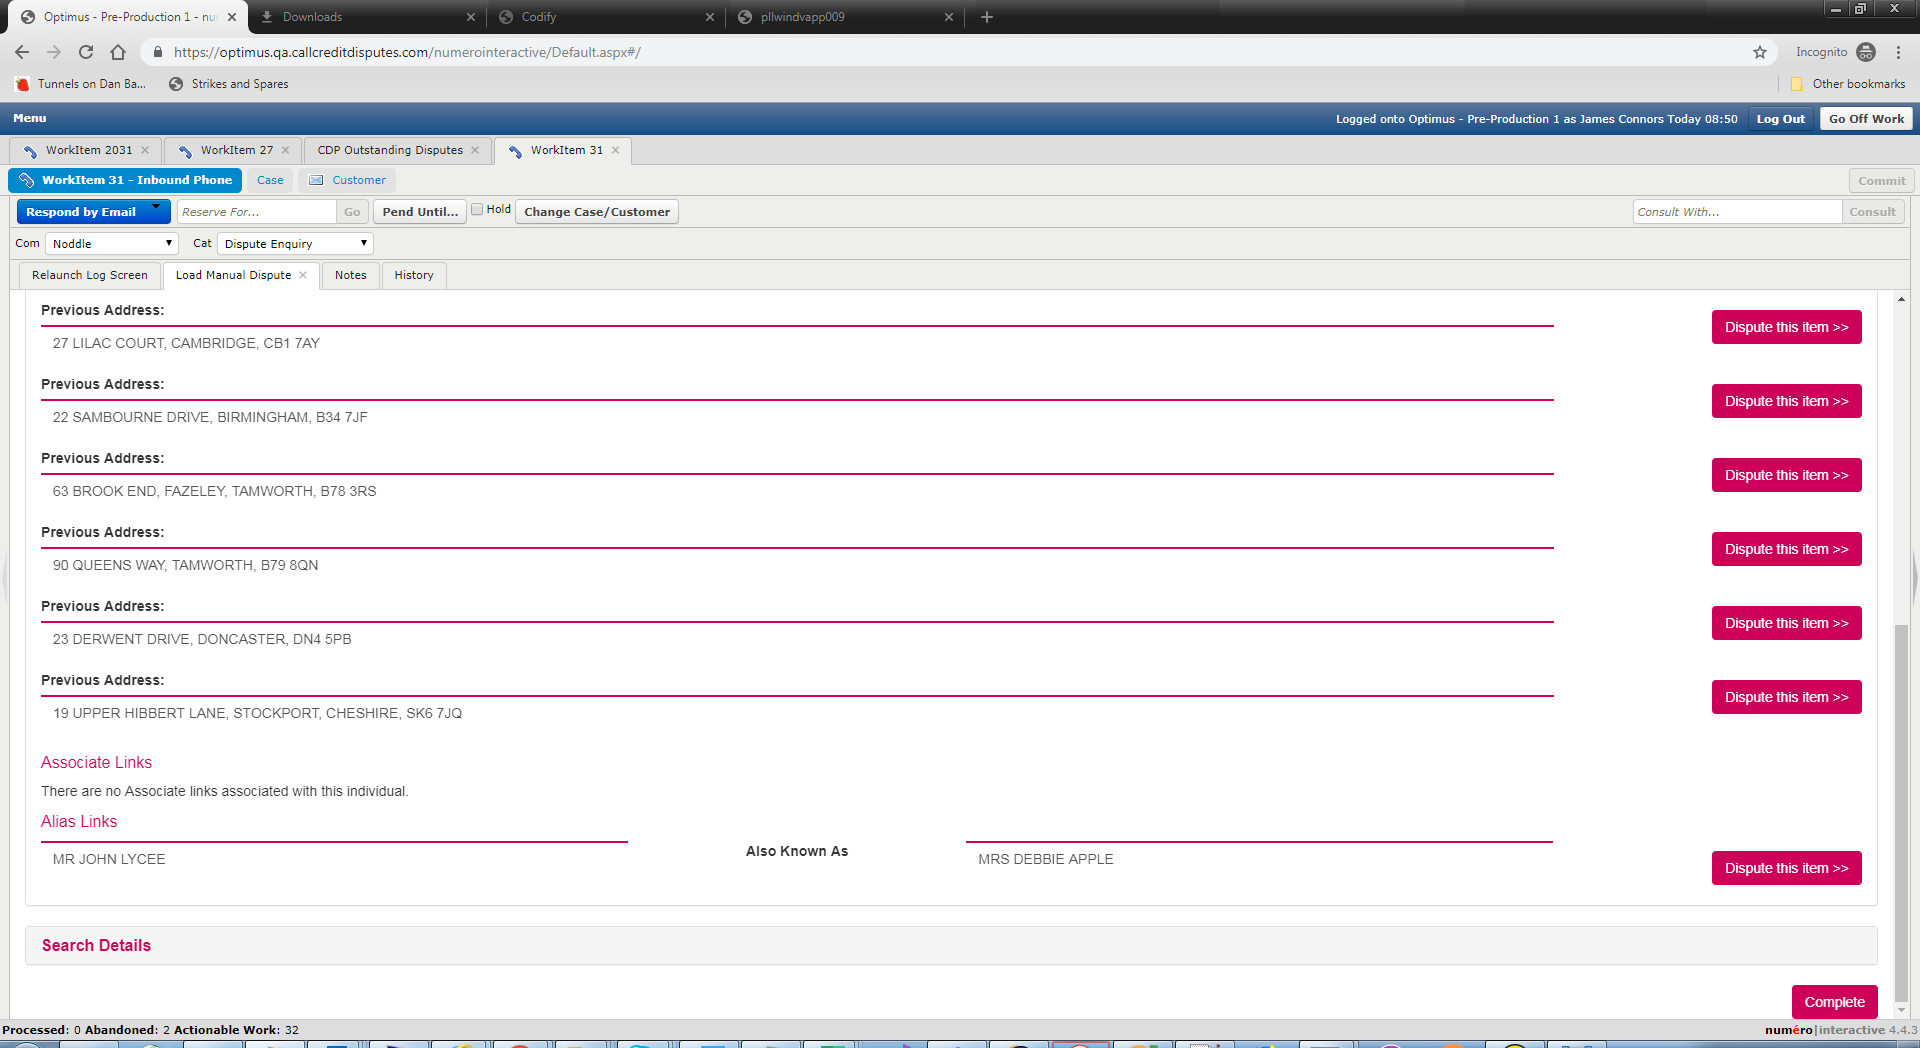 Optimus - Pre-Production 1 - nu
Downloads
Codify
pllwindvapp009
https://optimus.qa.callcreditdisputes.com/numerointeractive/Default.aspx#/
Incognito
Tunnels on Dan Ba...
Strikes and Spares
Other bookmarks
Menu
Logged onto Optimus - Pre-Production 1 as James Connors Today 08:50
Log Out
Go Off Work
WorkItem 2031
WorkItem 27
CDP Outstanding Disputes
WorkItem 31
WorkItem 31 - Inbound Phone
Case
Customer
Commit
Respond by Email
Reserve For...
Go
Pend Until...
Hold
Change Case/Customer
Consult With...
Consult
Com
Noddle
Cat
Dispute Enquiry
Relaunch Log Screen
Load Manual Dispute
Notes
History
Previous Address:
27 LILAC COURT, CAMBRIDGE, CB1 7AY
Dispute this item >>
Previous Address:
22 SAMBOURNE DRIVE, BIRMINGHAM, B34 7JF
Dispute this item >>
Previous Address:
63 BROOK END, FAZELEY, TAMWORTH, B78 3RS
Dispute this item >>
Previous Address:
90 QUEENS WAY, TAMWORTH, B79 8QN
Dispute this item >>
Previous Address:
23 DERWENT DRIVE, DONCASTER, DN4 5PB
Dispute this item >>
Previous Address:
19 UPPER HIBBERT LANE, STOCKPORT, CHESHIRE, SK6 7JQ
Dispute this item >>
Associate Links
There are no Associate links associated with this individual.
Alias Links
MR JOHN LYCEE
Also Known As
MRS DEBBIE APPLE
Dispute this item >>
Search Details
Complete
Processed: 0 Abandoned: 2 Actionable Work: 32
numéro|interactive 4.4.3